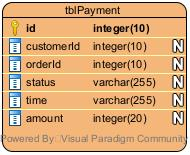 tblPayment
id integer(10)
customerId integer(10) N
orderId integer(10) N
status varchar(255) N
time varchar(255) N
amount integer(20) N
Powered By Visual Paradigm Community